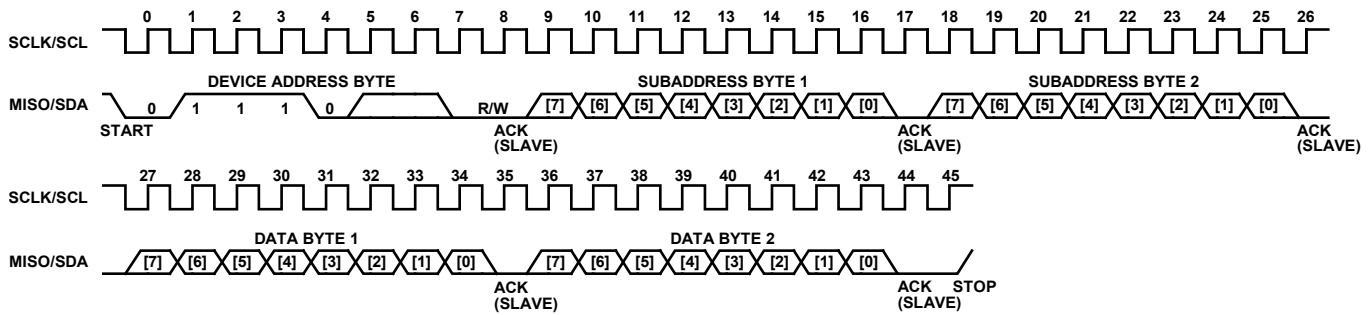 0 1 2 3 4 5 6 7 8 9 10 11 12 13 14 15 16 17 18 19 20 21 22 23 24 25 26
SCLK/SCL
DEVICE ADDRESS BYTE SUBADDRESS BYTE 1 SUBADDRESS BYTE 2
MISO/SDA 0 1 1 1 0 R/W [7] [6] [5] [4] [3] [2] [1] [0] [7] [6] [5] [4] [3] [2] [1] [0]
START ACK ACK ACK
(SLAVE) (SLAVE) (SLAVE)
27 28 29 30 31 32 33 34 35 36 37 38 39 40 41 42 43 44 45
SCLK/SCL
DATA BYTE 1 DATA BYTE 2
MISO/SDA [7] [6] [5] [4] [3] [2] [1] [0] [7] [6] [5] [4] [3] [2] [1] [0]
ACK ACK STOP
(SLAVE) (SLAVE)